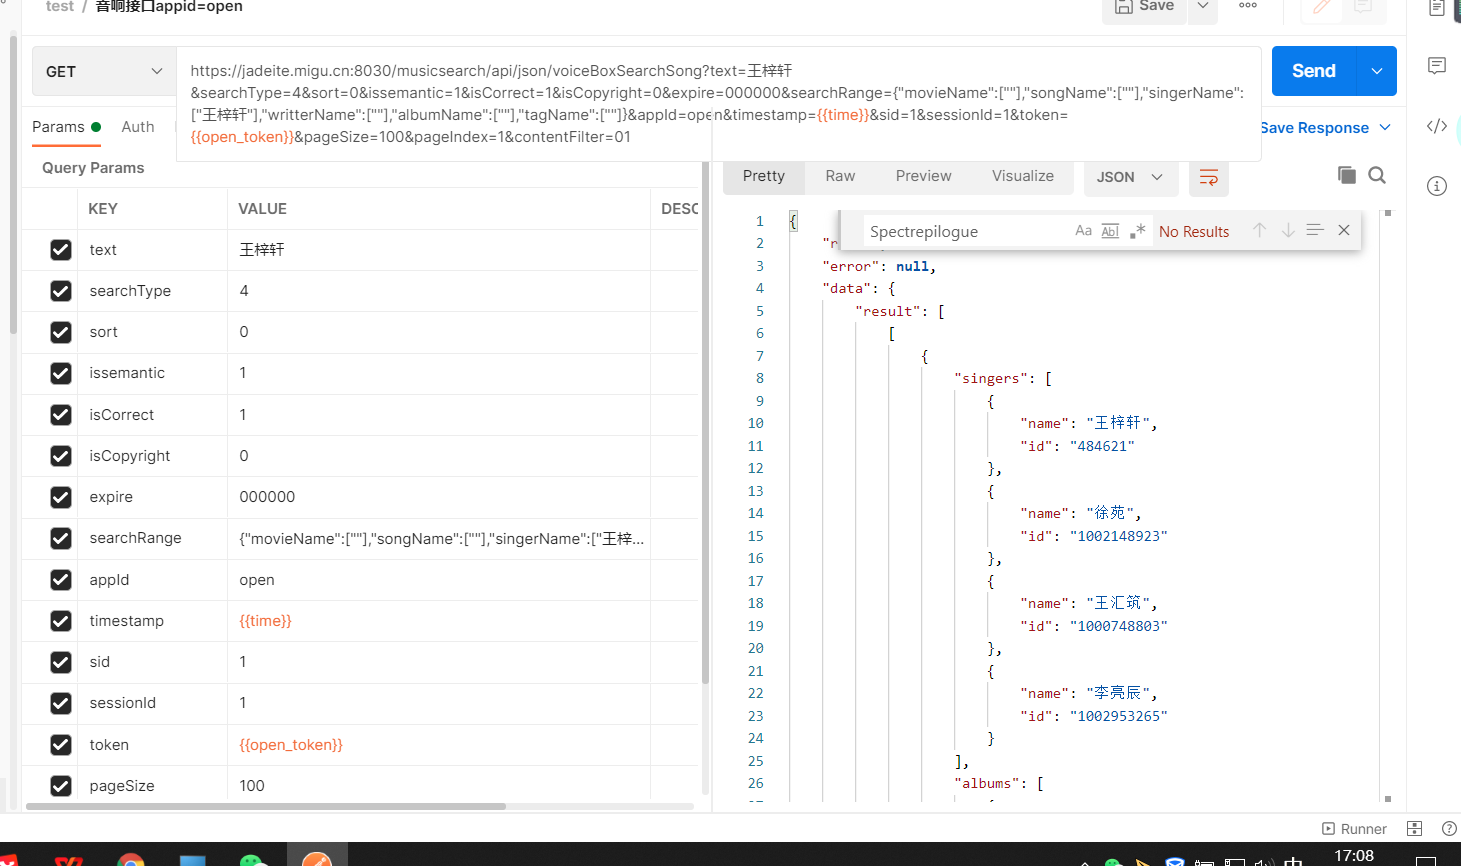 test / 音响接口appid=open
Save
GET
https://jadeite.migu.cn:8030/musicsearch/api/json/voiceBoxSearchSong?text=王梓轩
&searchType=4&sort=0&issemantic=1&isCorrect=1&isCopyright=0&expire=000000&searchRange={"movieName":[""],"songName":[""],"singerName":
["王梓轩"],"writterName":[""],"albumName":[""],"tagName":[""]}&appId=open&timestamp={{time}}&sid=1&sessionId=1&token=
{{open_token}}&pageSize=100&pageIndex=1&contentFilter=01
Send
Params
Auth
Save Response
Query Params
Pretty
Raw
Preview
Visualize
JSON
KEY
VALUE
DESC
text 王梓轩
searchType 4
sort 0
issemantic 1
isCorrect 1
isCopyright 0
expire 000000
searchRange {"movieName":[""],"songName":[""],"singerName":["王梓...
appId open
timestamp {{time}}
sid 1
sessionId 1
token {{open_token}}
pageSize 100
Spectrepilogue
Aa
Abl
No Results
1 {
2 "r
3 "error": null,
4 "data": {
5 "result": [
6 [
7 {
8 "singers": [
9 {
10 "name": "王梓轩",
11 "id": "484621"
12 },
13 {
14 "name": "徐苑",
15 "id": "1002148923"
16 },
17 {
18 "name": "王汇筑",
19 "id": "1000748803"
20 },
21 {
22 "name": "李亮辰",
23 "id": "1002953265"
24 }
25 ],
26 "albums": [
Runner
中
17:08